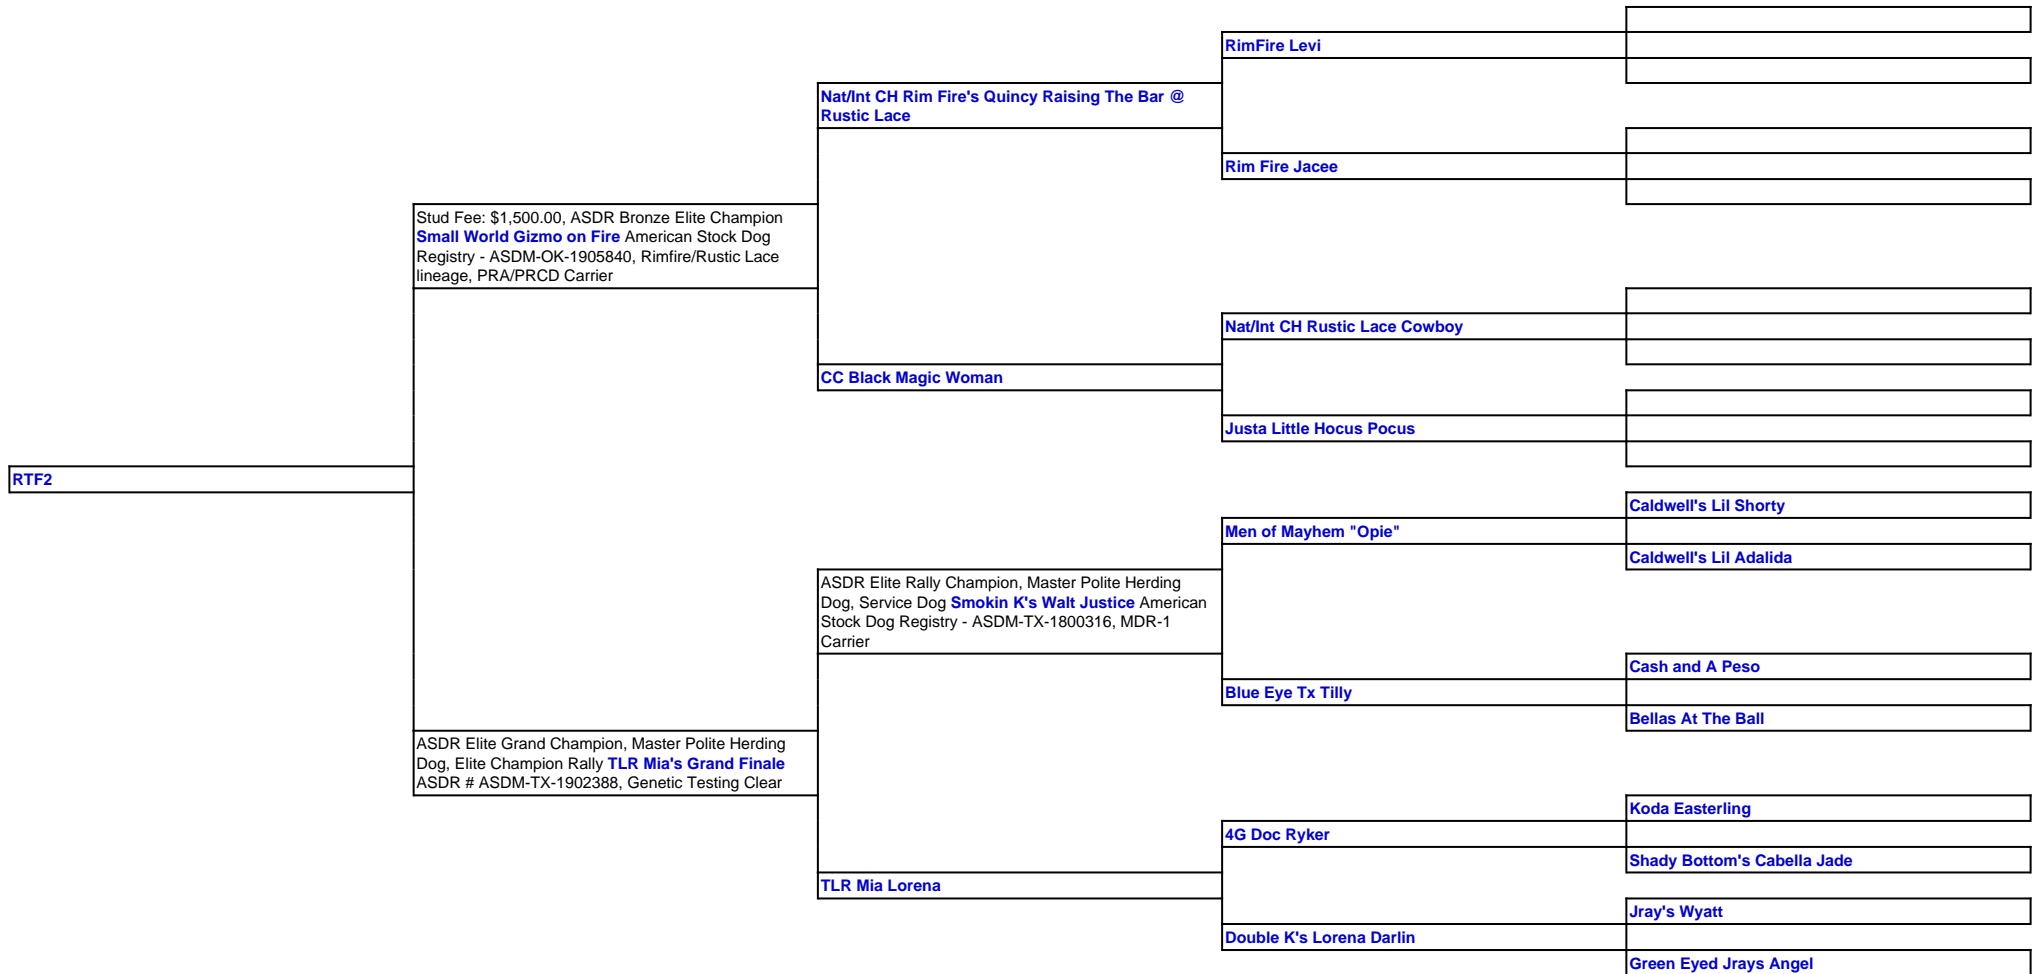 RimFire Levi
Nat/Int CH Rim Fire's Quincy Raising The Bar @
Rustic Lace
Rim Fire Jacee
Stud Fee: $1,500.00, ASDR Bronze Elite Champion
Small World Gizmo on Fire American Stock Dog
Registry - ASDM-OK-1905840, Rimfire/Rustic Lace
lineage, PRA/PRCD Carrier
Nat/Int CH Rustic Lace Cowboy
CC Black Magic Woman
Justa Little Hocus Pocus
RTF2
Caldwell's Lil Shorty
Men of Mayhem "Opie"
Caldwell's Lil Adalida
ASDR Elite Rally Champion, Master Polite Herding
Dog, Service Dog Smokin K's Walt Justice American
Stock Dog Registry - ASDM-TX-1800316, MDR-1
Carrier
Cash and A Peso
Blue Eye Tx Tilly
Bellas At The Ball
ASDR Elite Grand Champion, Master Polite Herding
Dog, Elite Champion Rally TLR Mia's Grand Finale
ASDR # ASDM-TX-1902388, Genetic Testing Clear
Koda Easterling
4G Doc Ryker
Shady Bottom's Cabella Jade
TLR Mia Lorena
Jray's Wyatt
Double K's Lorena Darlin
Green Eyed Jrays Angel